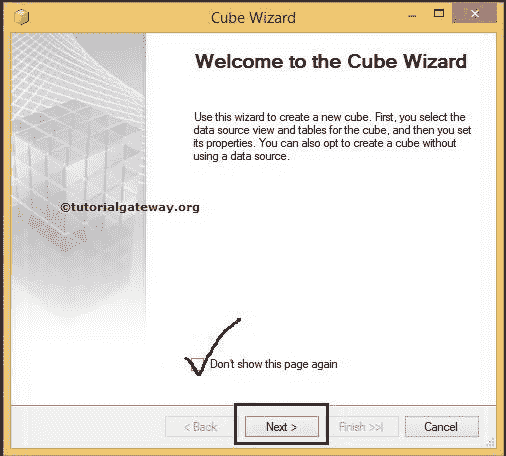 Cube Wizard
Welcome to the Cube Wizard
Use this wizard to create a new cube. First, you select the
data source view and tables for the cube, and then you set
its properties. You can also opt to create a cube without
using a data source.
©tutorialgateway.org
Don't show this page again
< Back Next > Finish >>| Cancel